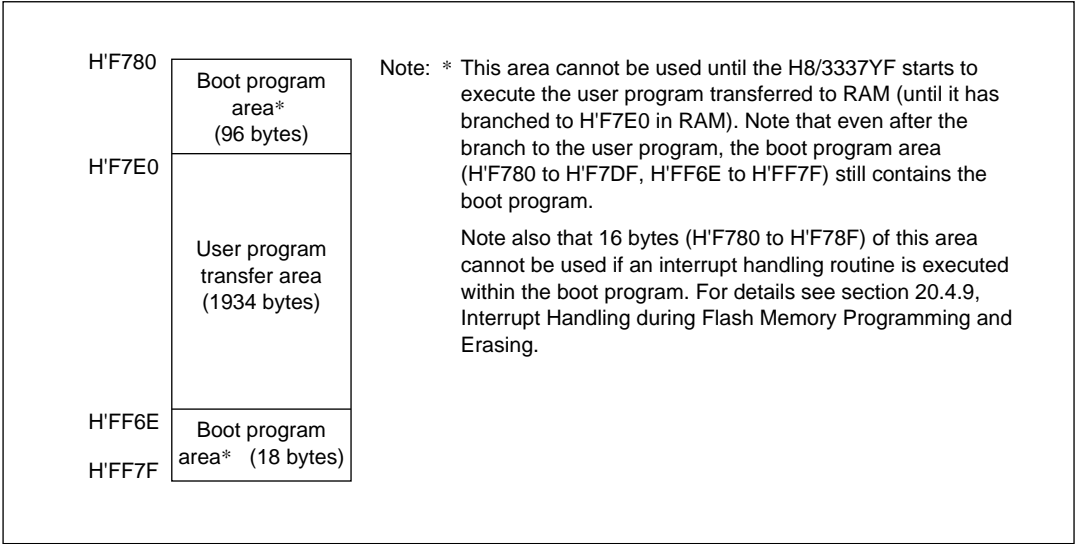 H'F780
Boot program
area*
(96 bytes)
H'F7E0
User program
transfer area
(1934 bytes)
H'FF6E
Boot program
area* (18 bytes)
H'FF7F
Note: * This area cannot be used until the H8/3337YF starts to
execute the user program transferred to RAM (until it has
branched to H'F7E0 in RAM). Note that even after the
branch to the user program, the boot program area
(H'F780 to H'F7DF, H'FF6E to H'FF7F) still contains the
boot program.
Note also that 16 bytes (H'F780 to H'F78F) of this area
cannot be used if an interrupt handling routine is executed
within the boot program. For details see section 20.4.9,
Interrupt Handling during Flash Memory Programming and
Erasing.